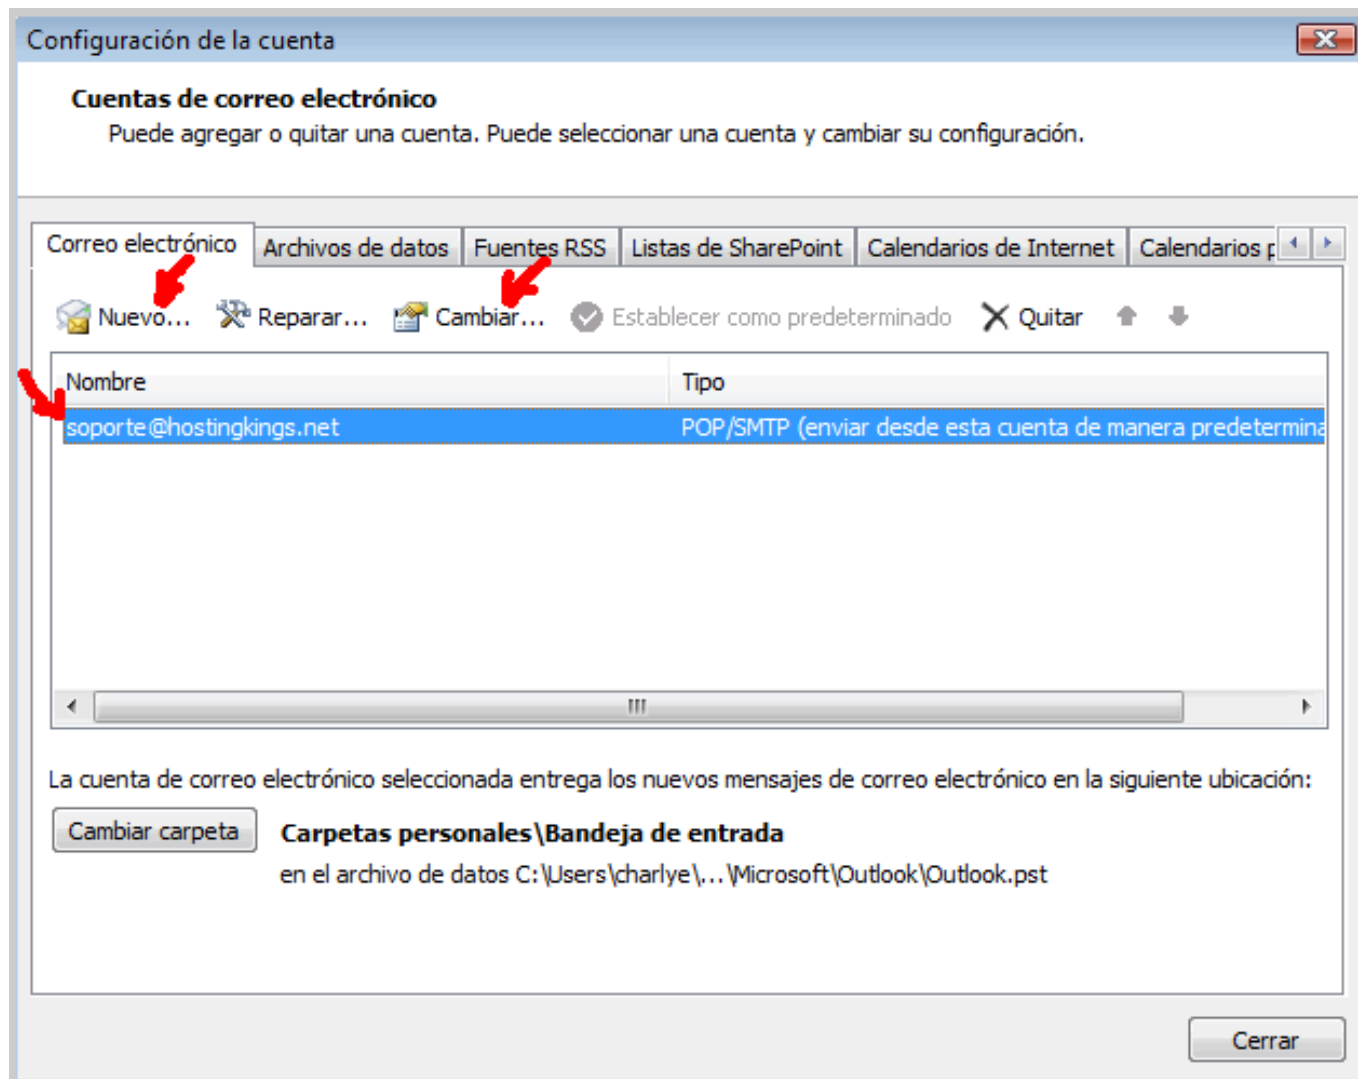 Configuración de la cuenta
Cuentas de correo electrónico
Puede agregar o quitar una cuenta. Puede seleccionar una cuenta y cambiar su configuración.
Correo electrónico Archivos de datos Fuentes RSS Listas de SharePoint Calendarios de Internet Calendarios p
Nuevo... Reparar... Cambiar... Establecer como predeterminado Quitar
Nombre Tipo
soporte@hostingkings.net POP/SMTP (enviar desde esta cuenta de manera predetermina
La cuenta de correo electrónico seleccionada entrega los nuevos mensajes de correo electrónico en la siguiente ubicación:
Cambiar carpeta Carpetas personales\Bandeja de entrada
en el archivo de datos C:\Users\charlye\...\Microsoft\Outlook\Outlook.pst
Cerrar